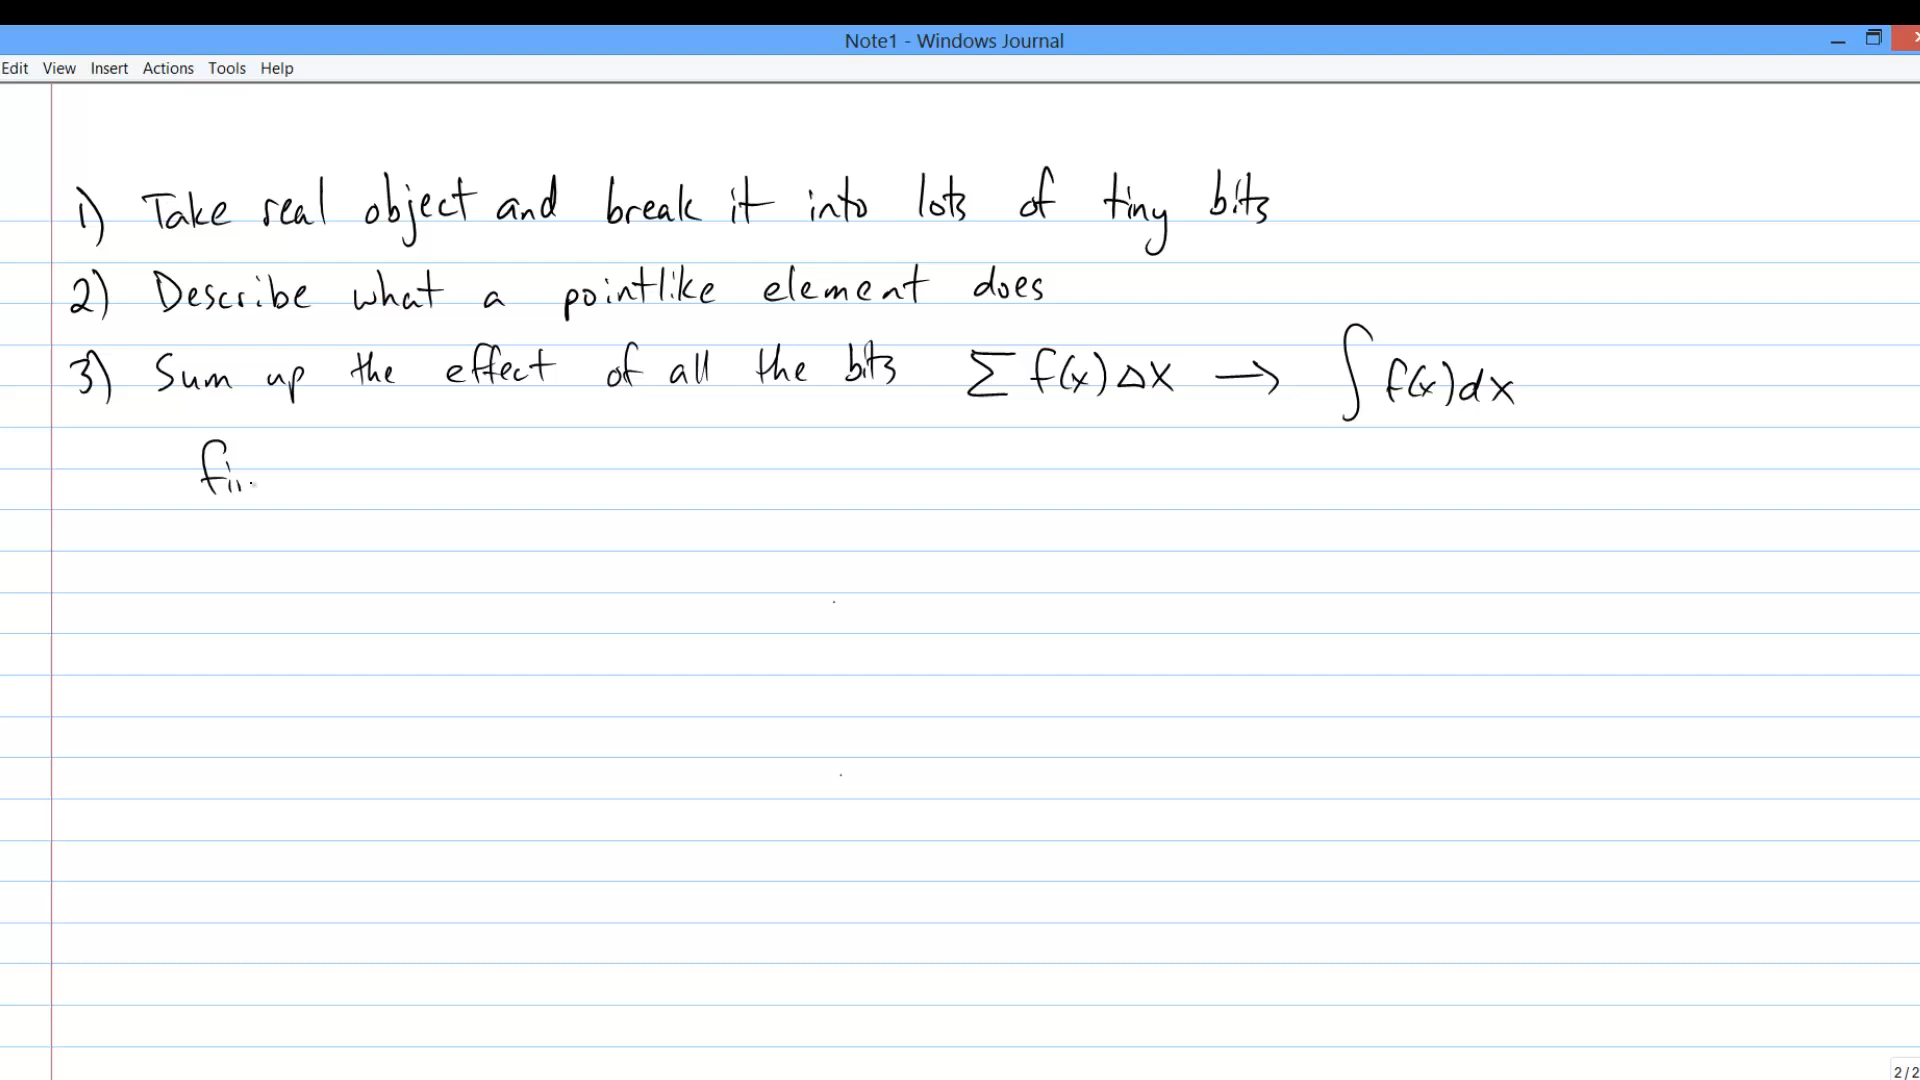 Note1 - Windows Journal
Edit View Insert Actions Tools Help
1) Take real object and break it into lots of tiny bits
2) Describe what a pointlike element does
3) Sum up the effect of all the bits Σ f(x) Δx → ∫ f(x) dx
2 / 2